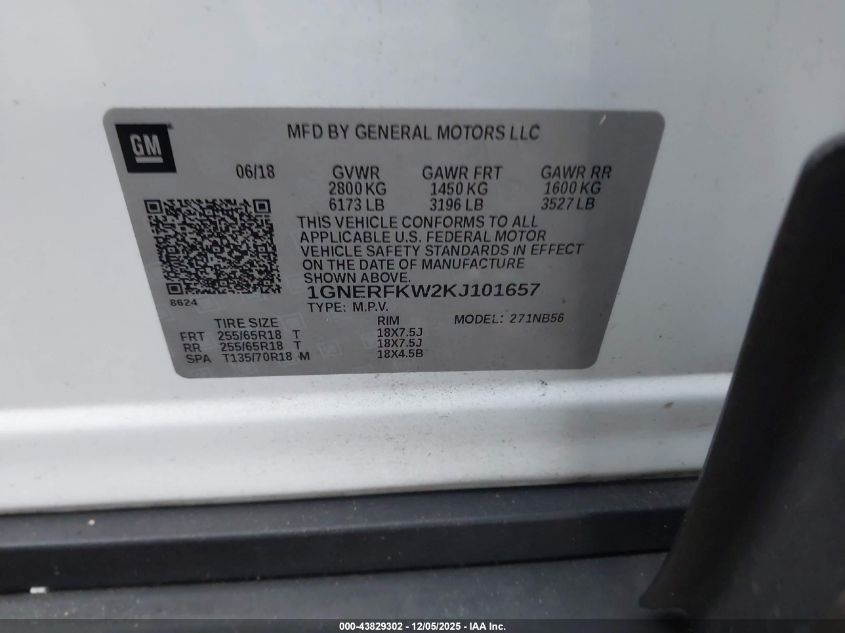 GM
MFD BY GENERAL MOTORS LLC
06/18 GVWR GAWR FRT GAWR RR
2800 KG 1450 KG 1600 KG
6173 LB 3196 LB 3527 LB
THIS VEHICLE CONFORMS TO ALL
APPLICABLE U.S. FEDERAL MOTOR
VEHICLE SAFETY STANDARDS IN EFFECT
ON THE DATE OF MANUFACTURE
SHOWN ABOVE.
8624
1GNERFKW2KJ101657
TYPE: M.P.V.
TIRE SIZE RIM MODEL: 271NB56
FRT 255/65R18 T 18X7.5J
RR 255/65R18 T 18X7.5J
SPA T135/70R18 M 18X4.5B
000-43829302 - 12/05/2025 - IAA Inc.